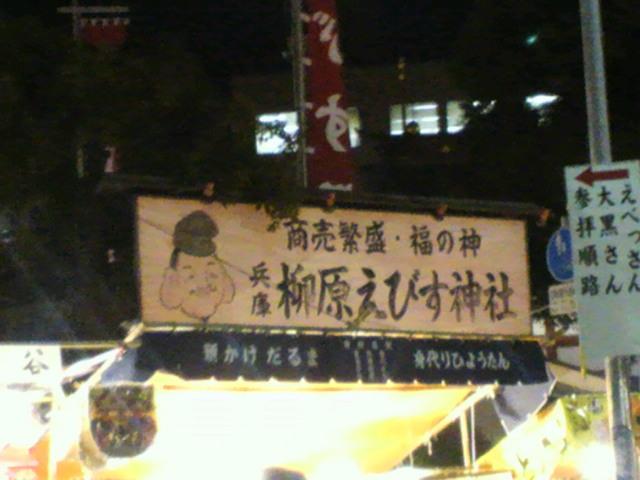 商売繁盛・福の神
兵庫 柳原えびす神社
願かけだるま
身代りひょうたん
えべっさん
大黒さん
参拝順路
谷